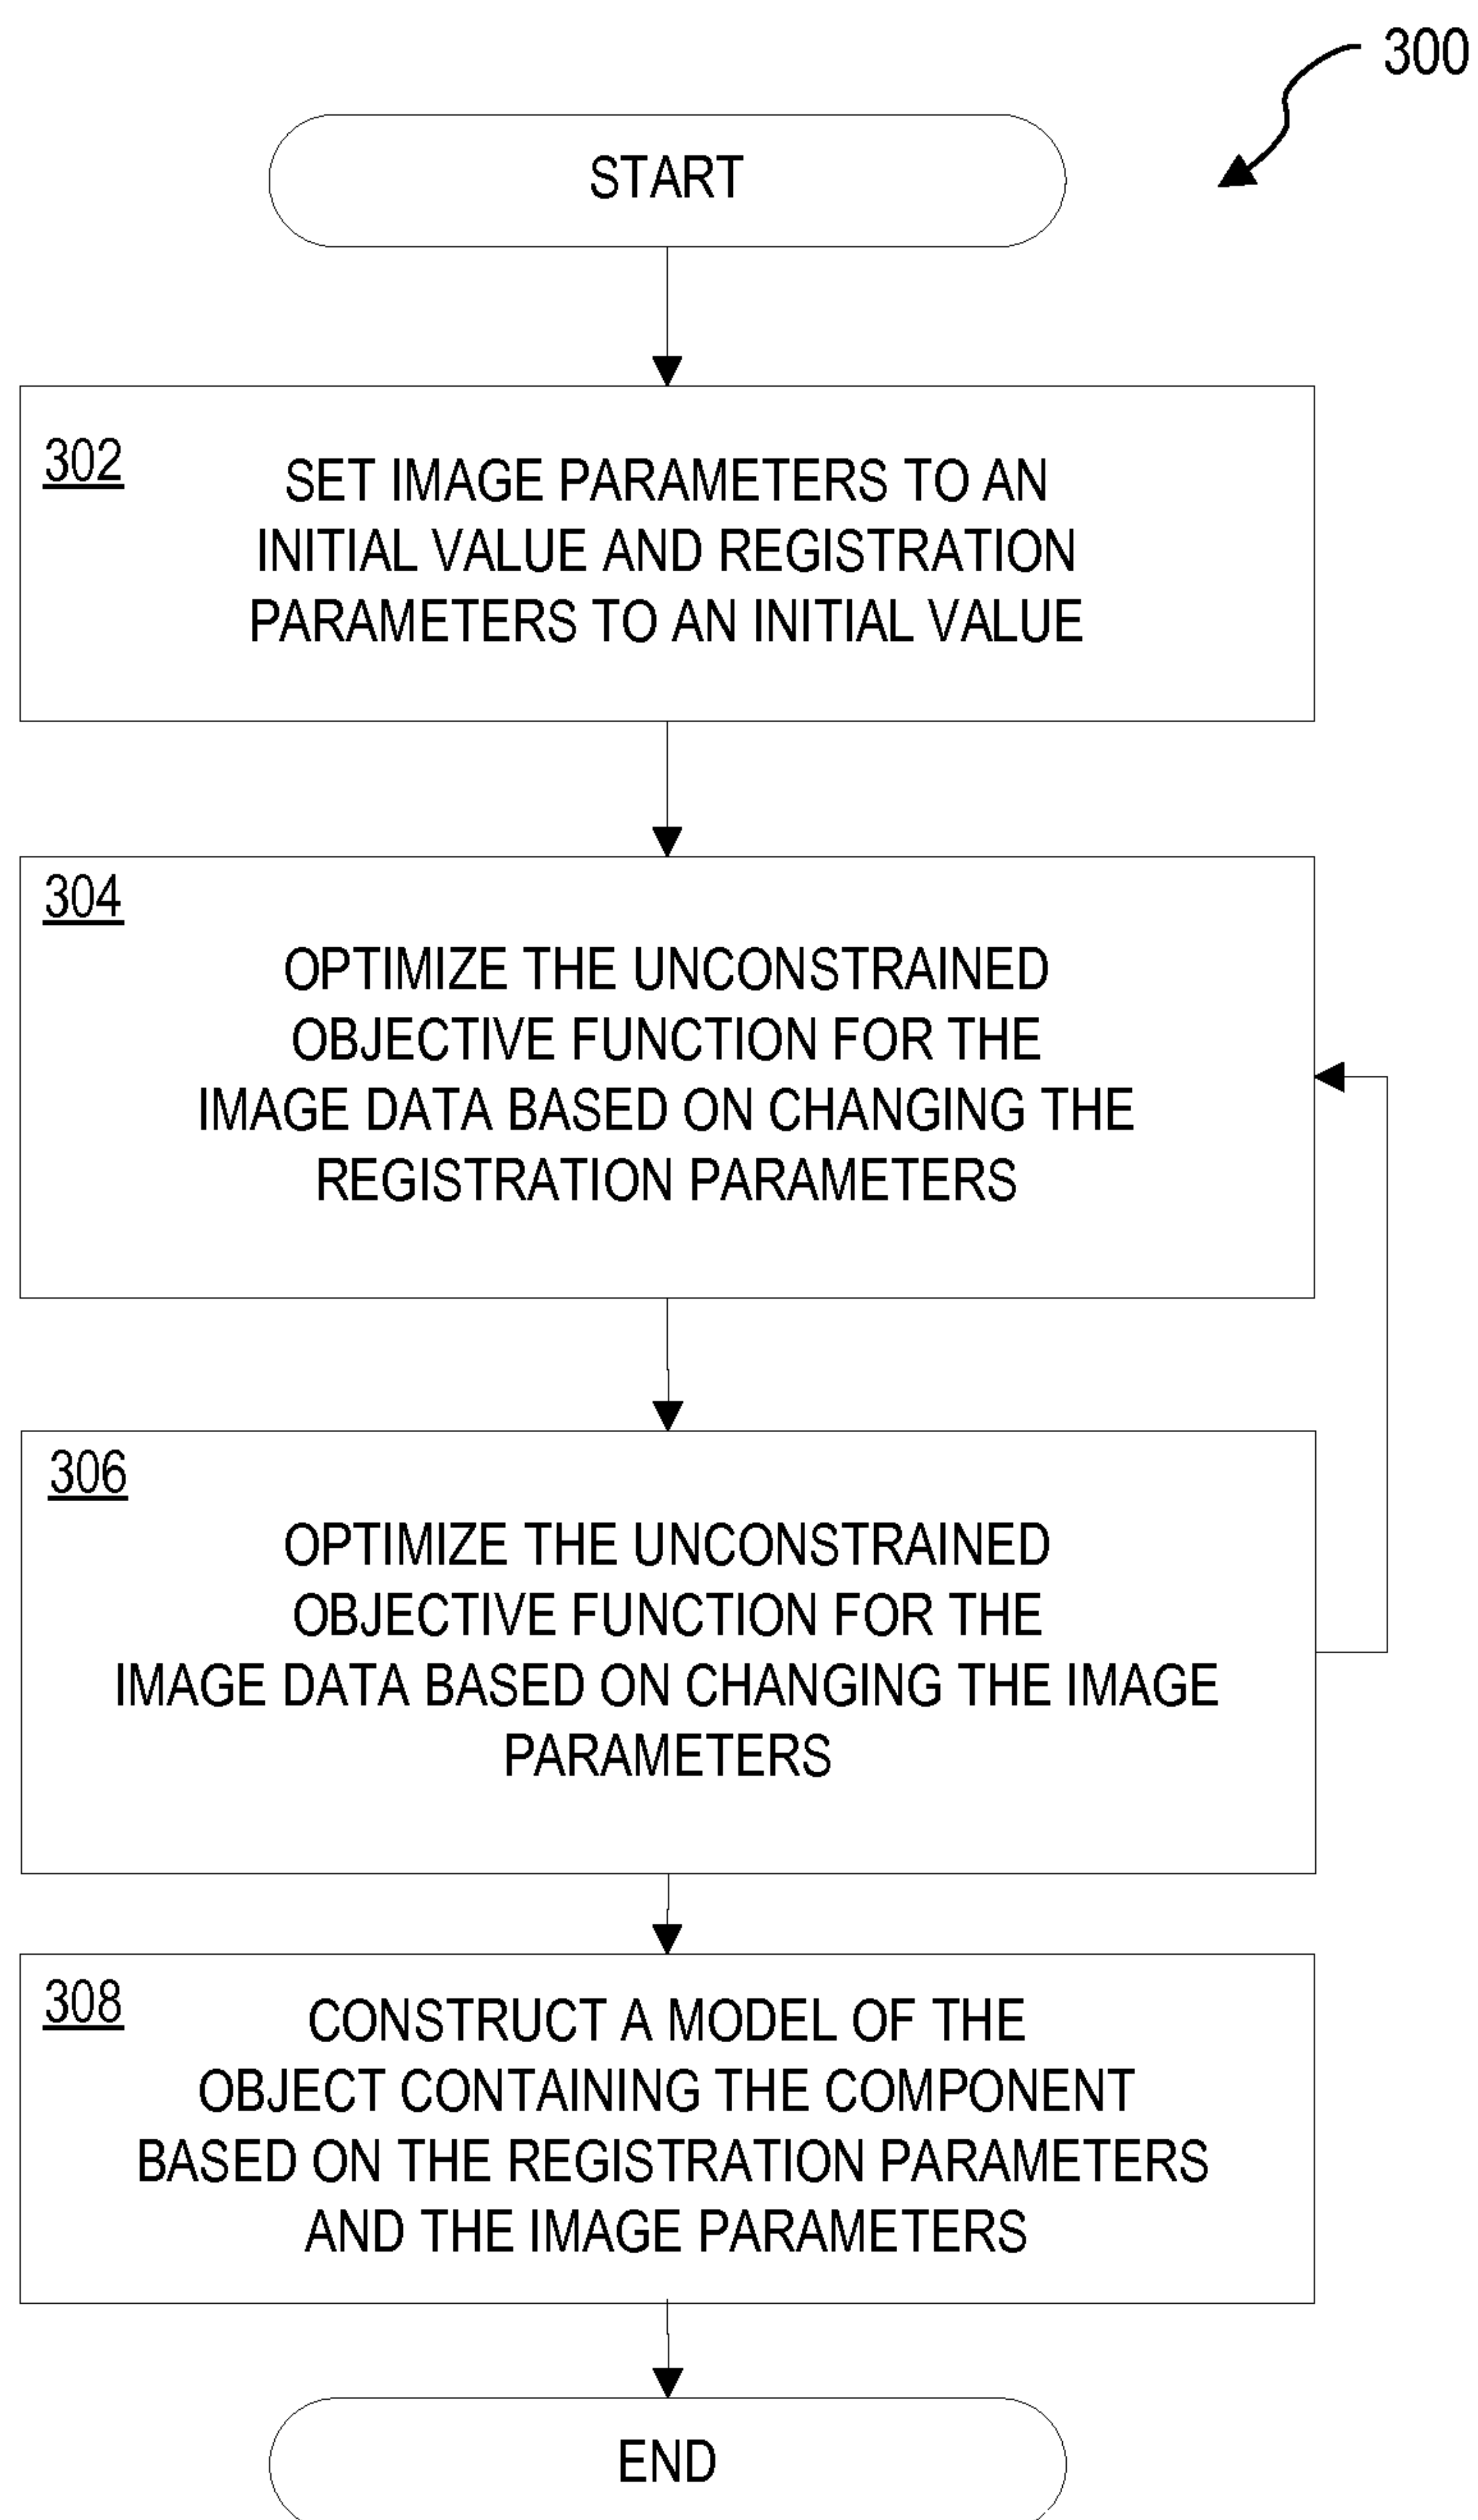 300
START
302
SET IMAGE PARAMETERS TO AN
INITIAL VALUE AND REGISTRATION
PARAMETERS TO AN INITIAL VALUE
304
OPTIMIZE THE UNCONSTRAINED
OBJECTIVE FUNCTION FOR THE
IMAGE DATA BASED ON CHANGING THE
REGISTRATION PARAMETERS
306
OPTIMIZE THE UNCONSTRAINED
OBJECTIVE FUNCTION FOR THE
IMAGE DATA BASED ON CHANGING THE IMAGE
PARAMETERS
308
CONSTRUCT A MODEL OF THE
OBJECT CONTAINING THE COMPONENT
BASED ON THE REGISTRATION PARAMETERS
AND THE IMAGE PARAMETERS
END